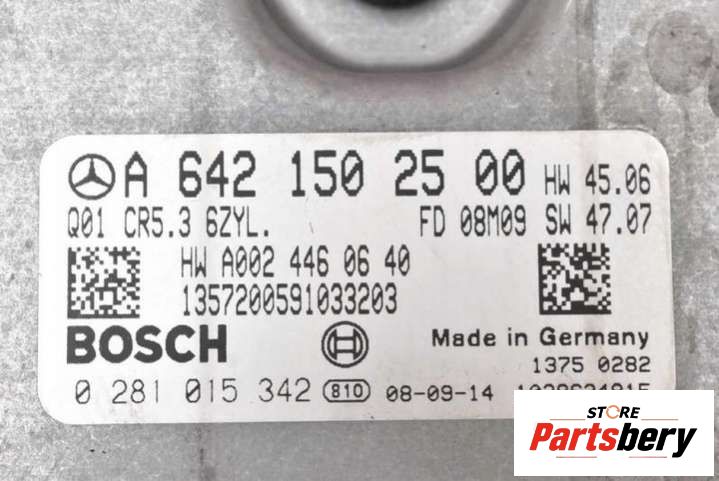 A 642 150 25 00 HW 45.06
Q01 CR5.3 6ZYL. FD 08M09 SW 47.07
HW A002 446 06 40
1357200591033203
BOSCH Made in Germany
1375 0282
0 281 015 342 810 08-09-14
STORE
Partsbery